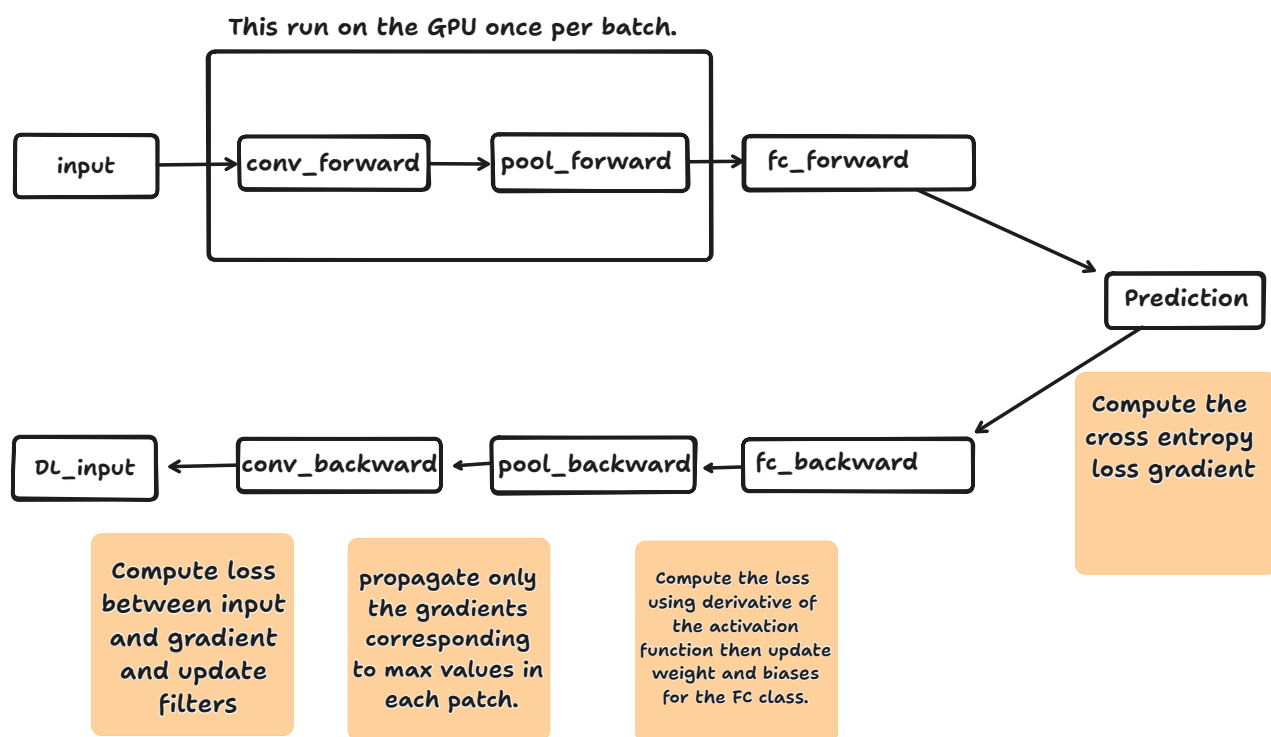 This run on the GPU once per batch.
input
conv_forward
pool_forward
fc_forward
Prediction
Compute the
cross entropy
loss gradient
DL_input
conv_backward
pool_backward
fc_backward
Compute loss
between input
and gradient
and update
filters
propagate only
the gradients
corresponding
to max values in
each patch.
Compute the loss
using derivative of
the activation
function then update
weight and biases
for the FC class.